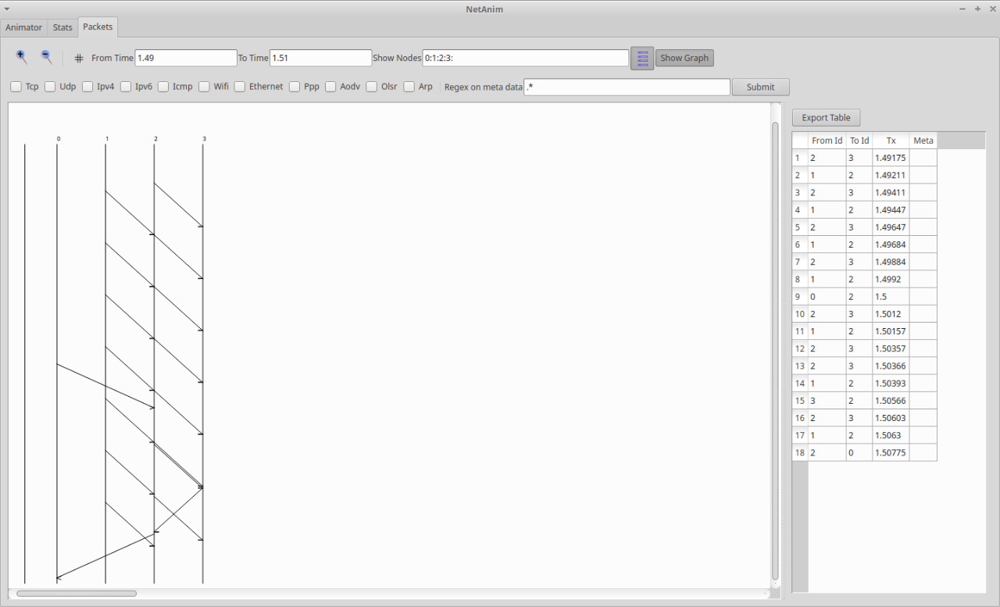 NetAnim
Animator Stats Packets
From Time 1.49 To Time 1.51 Show Nodes 0:1:2:3: Show Graph
Tcp Udp Ipv4 Ipv6 Icmp Wifi Ethernet Ppp Aodv Olsr Arp Regex on meta data .* Submit
0 1 2 3
Export Table
From Id To Id Tx Meta
1 2 3 1.49175
2 1 2 1.49211
3 2 3 1.49411
4 1 2 1.49447
5 2 3 1.49647
6 1 2 1.49684
7 2 3 1.49884
8 1 2 1.4992
9 0 2 1.5
10 2 3 1.5012
11 1 2 1.50157
12 2 3 1.50357
13 2 3 1.50366
14 1 2 1.50393
15 3 2 1.50566
16 2 3 1.50603
17 1 2 1.5063
18 2 0 1.50775